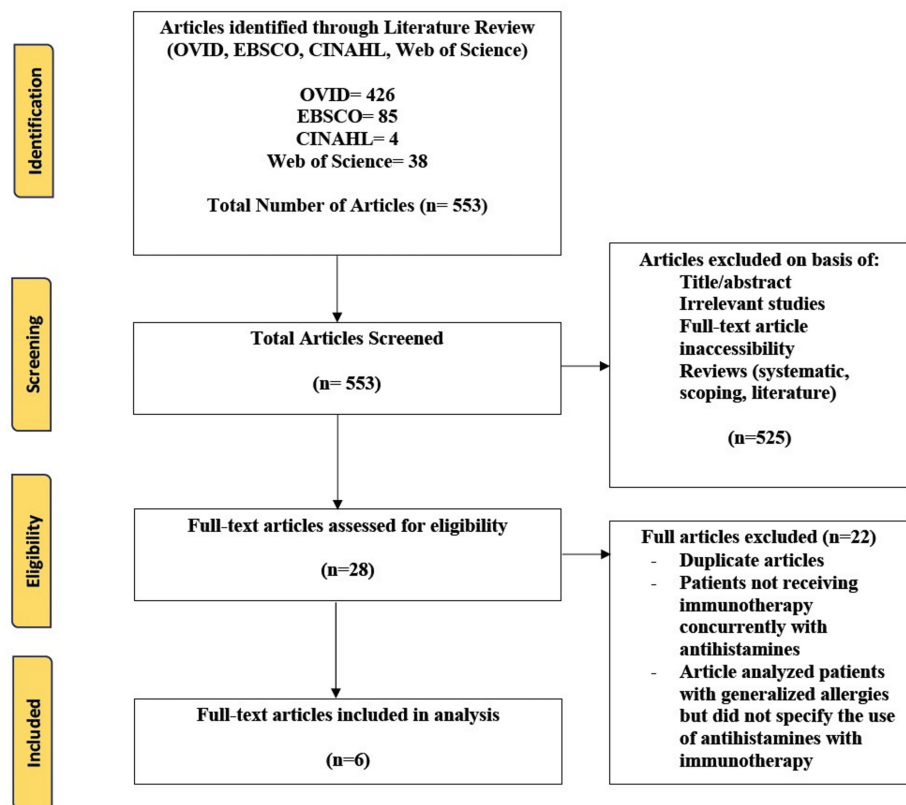 Identification
Articles identified through Literature Review
(OVID, EBSCO, CINAHL, Web of Science)
OVID= 426
EBSCO= 85
CINAHL= 4
Web of Science= 38
Total Number of Articles (n= 553)
Screening
Total Articles Screened
(n= 553)
Articles excluded on basis of:
Title/abstract
Irrelevant studies
Full-text article
inaccessibility
Reviews (systematic,
scoping, literature)
(n=525)
Eligibility
Full-text articles assessed for eligibility
(n=28)
Full articles excluded (n=22)
- Duplicate articles
- Patients not receiving
immunotherapy
concurrently with
antihistamines
- Article analyzed patients
with generalized allergies
but did not specify the use
of antihistamines with
immunotherapy
Included
Full-text articles included in analysis
(n=6)